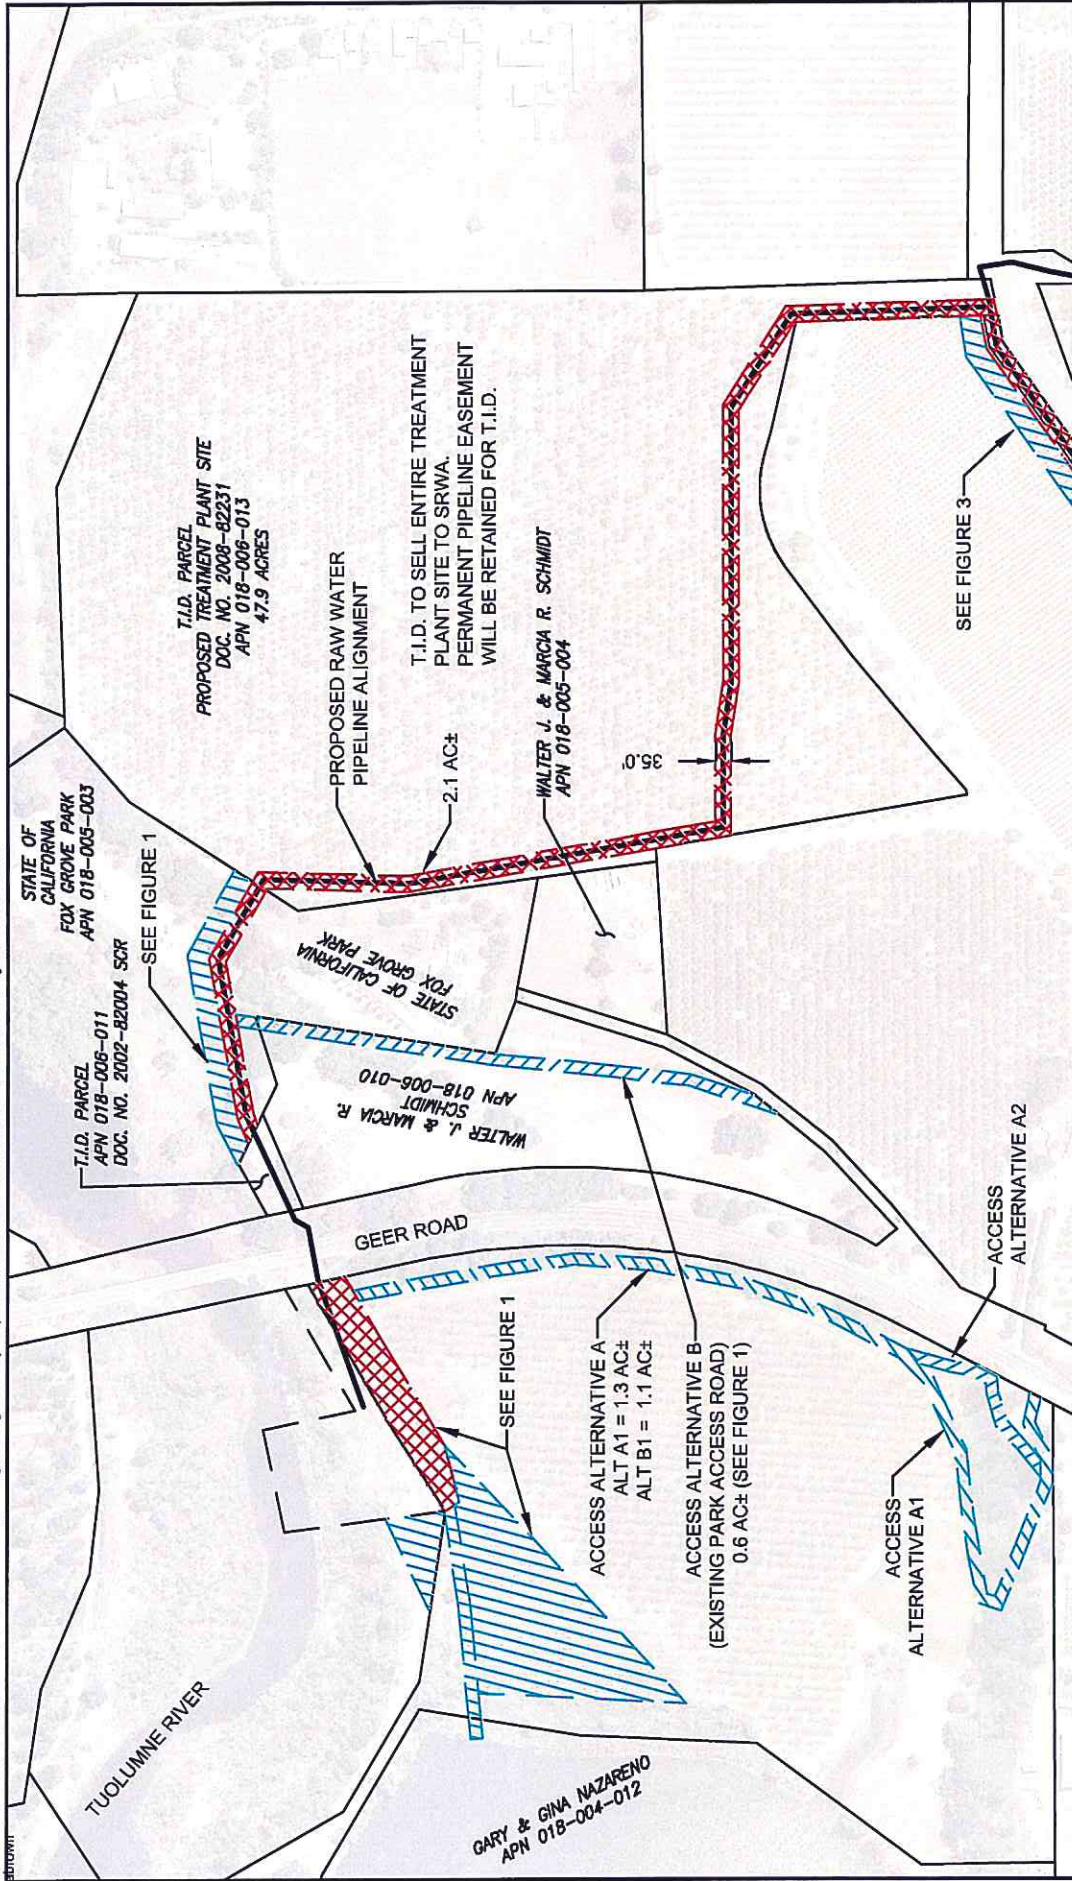 STATE OF
CALIFORNIA
FOX GROVE PARK
APN 018-005-003
T.I.D. PARCEL
APN 018-006-011
DOC. NO. 2002-82004 SCR
SEE FIGURE 1
T.I.D. PARCEL
PROPOSED TREATMENT PLANT SITE
DOC. NO. 2008-82231
APN 018-006-013
47.9 ACRES
PROPOSED RAW WATER
PIPELINE ALIGNMENT
2.1 AC±
T.I.D. TO SELL ENTIRE TREATMENT
PLANT SITE TO SRWA.
PERMANENT PIPELINE EASEMENT
WILL BE RETAINED FOR T.I.D.
WALTER J. & MARCIA R. SCHMIDT
APN 018-005-004
35.0'
SEE FIGURE 3
STATE OF CALIFORNIA
FOX GROVE PARK
WALTER J. & MARCIA R.
SCHMIDT
APN 018-006-010
GEER ROAD
SEE FIGURE 1
ACCESS ALTERNATIVE A
ALT A1 = 1.3 AC±
ALT B1 = 1.1 AC±
ACCESS ALTERNATIVE B
(EXISTING PARK ACCESS ROAD)
0.6 AC± (SEE FIGURE 1)
ACCESS
ALTERNATIVE A2
ACCESS
ALTERNATIVE A1
TUOLUMNE RIVER
GARY & GINA NAZARENO
APN 018-004-012